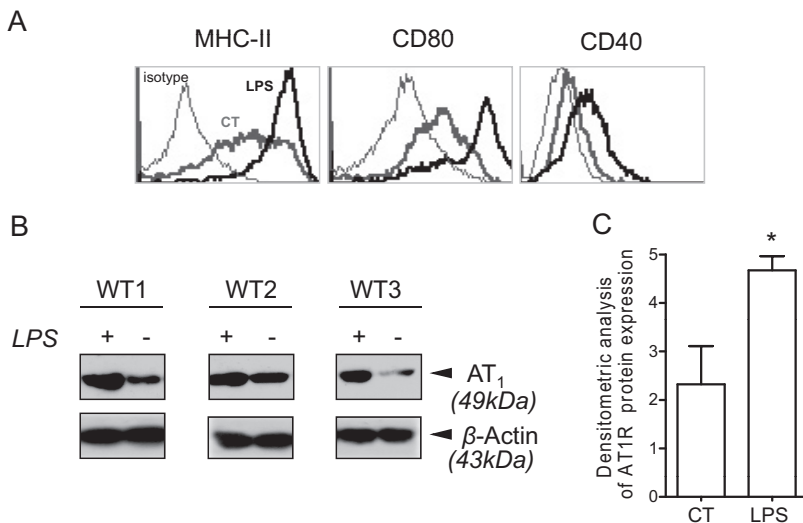 A
MHC-II CD80 CD40
isotype
LPS
CT
B
WT1 WT2 WT3
LPS + - + - + -
AT1
(49kDa)
β-Actin
(43kDa)
C
Densitometric analysis
of AT1R protein expression
*
5
4
3
2
1
0
CT LPS